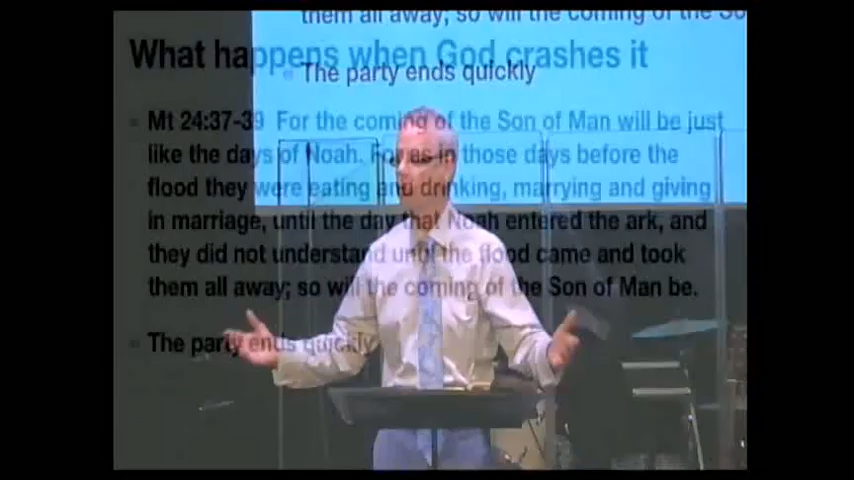 them all away; so will the coming of the So
What happens when God crashes it
The party ends quickly
Mt 24:37-39 For the coming of the Son of Man will be just
like the days of Noah. For as in those days before the
flood they were eating and drinking, marrying and giving
in marriage, until the day that Noah entered the ark, and
they did not understand until the flood came and took
them all away; so will the coming of the Son of Man be.
The party ends quickly